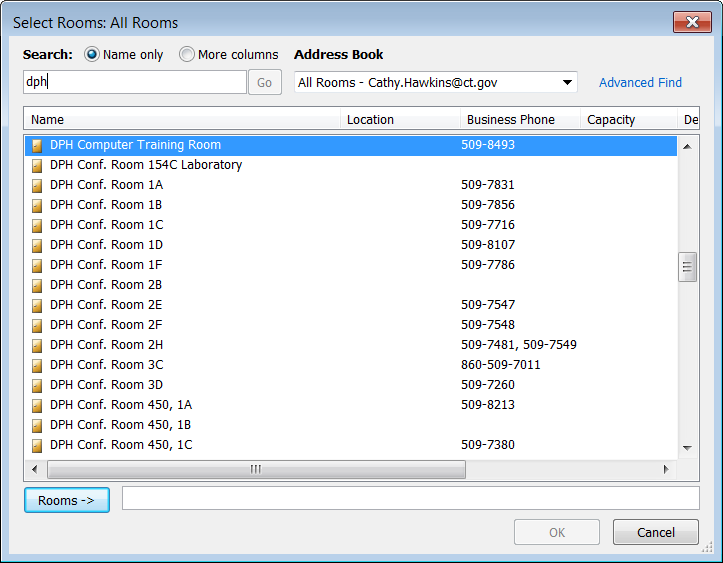 Select Rooms: All Rooms
Search: Name only More columns Address Book
dph Go All Rooms - Cathy.Hawkins@ct.gov Advanced Find
Name Location Business Phone Capacity De
DPH Computer Training Room 509-8493
DPH Conf. Room 154C Laboratory
DPH Conf. Room 1A 509-7831
DPH Conf. Room 1B 509-7856
DPH Conf. Room 1C 509-7716
DPH Conf. Room 1D 509-8107
DPH Conf. Room 1F 509-7786
DPH Conf. Room 2B
DPH Conf. Room 2E 509-7547
DPH Conf. Room 2F 509-7548
DPH Conf. Room 2H 509-7481, 509-7549
DPH Conf. Room 3C 860-509-7011
DPH Conf. Room 3D 509-7260
DPH Conf. Room 450, 1A 509-8213
DPH Conf. Room 450, 1B
DPH Conf. Room 450, 1C 509-7380
Rooms ->
OK Cancel